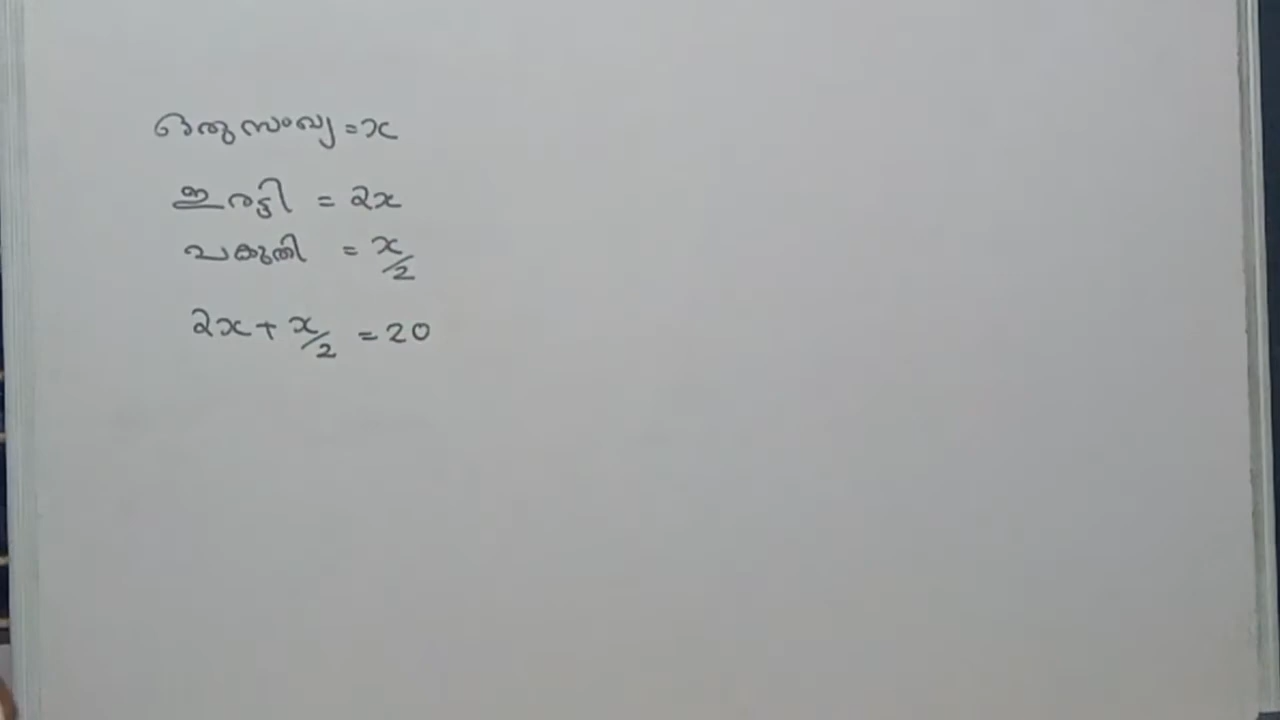 ഒരു സംഖ്യ = x
ഇരട്ടി = 2x
പകുതി = x/2
2x + x/2 = 20